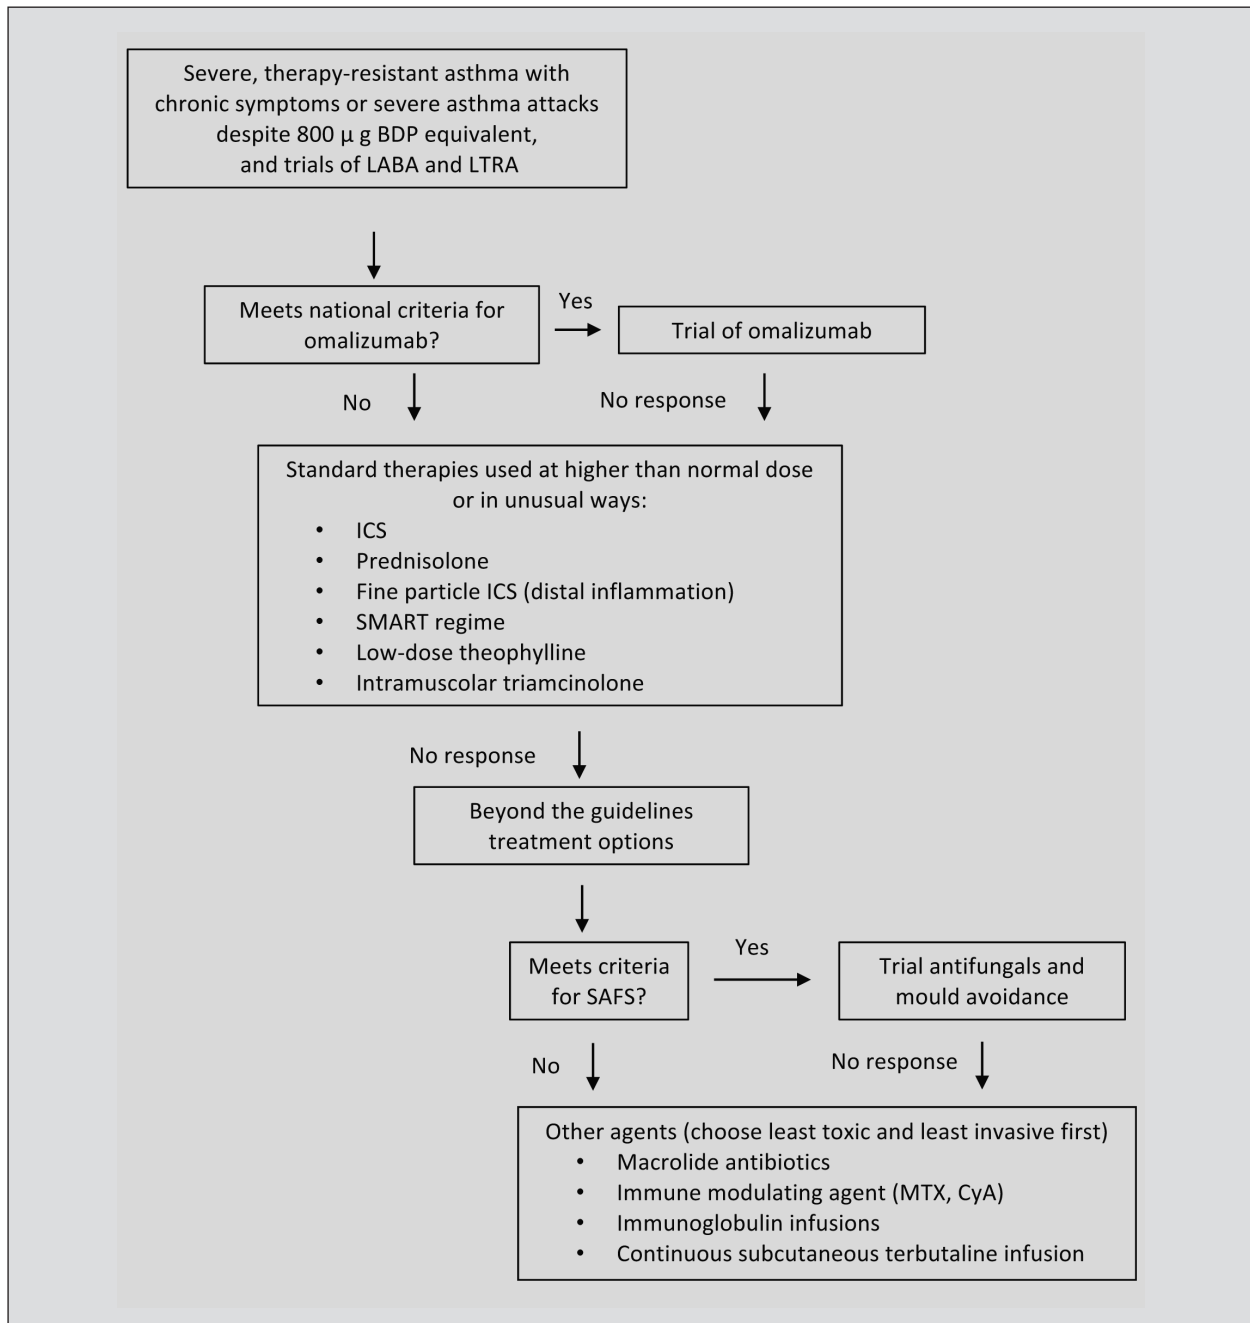 Severe, therapy-resistant asthma with
chronic symptoms or severe asthma attacks
despite 800 μ g BDP equivalent,
and trials of LABA and LTRA
Meets national criteria for
omalizumab?
Yes
Trial of omalizumab
No
No response
Standard therapies used at higher than normal dose
or in unusual ways:
• ICS
• Prednisolone
• Fine particle ICS (distal inflammation)
• SMART regime
• Low-dose theophylline
• Intramuscolar triamcinolone
No response
Beyond the guidelines
treatment options
Meets criteria
for SAFS?
Yes
Trial antifungals and
mould avoidance
No
No response
Other agents (choose least toxic and least invasive first)
• Macrolide antibiotics
• Immune modulating agent (MTX, CyA)
• Immunoglobulin infusions
• Continuous subcutaneous terbutaline infusion